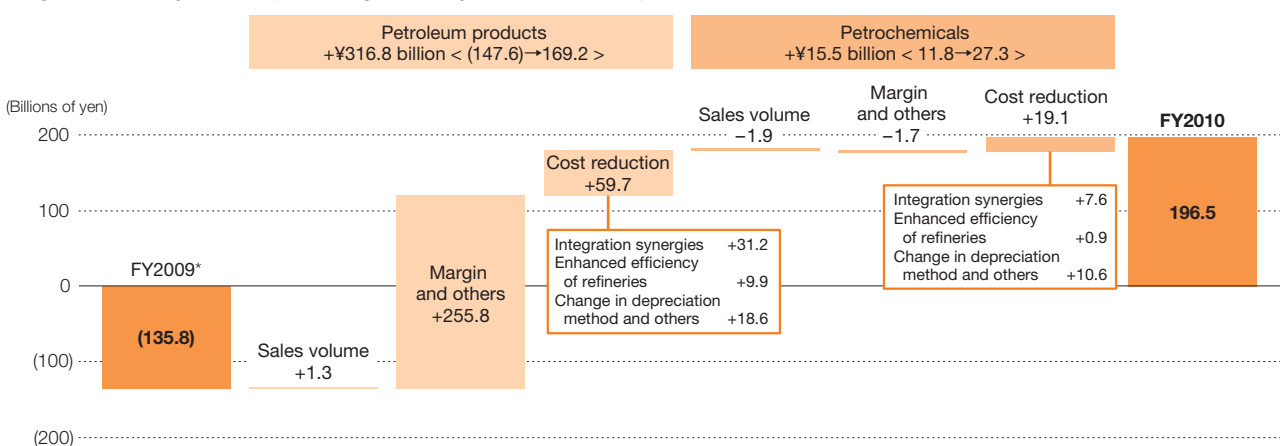 Petroleum products
+¥316.8 billion < (147.6)→169.2 >
Petrochemicals
+¥15.5 billion < 11.8→27.3 >
(Billions of yen)
200
100
0
(100)
(200)
FY2009*
(135.8)
Sales volume
+1.3
Margin
and others
+255.8
Cost reduction
+59.7
Integration synergies +31.2
Enhanced efficiency
of refineries +9.9
Change in depreciation
method and others +18.6
Sales volume
−1.9
Margin
and others
−1.7
Cost reduction
+19.1
Integration synergies +7.6
Enhanced efficiency
of refineries +0.9
Change in depreciation
method and others +10.6
FY2010
196.5